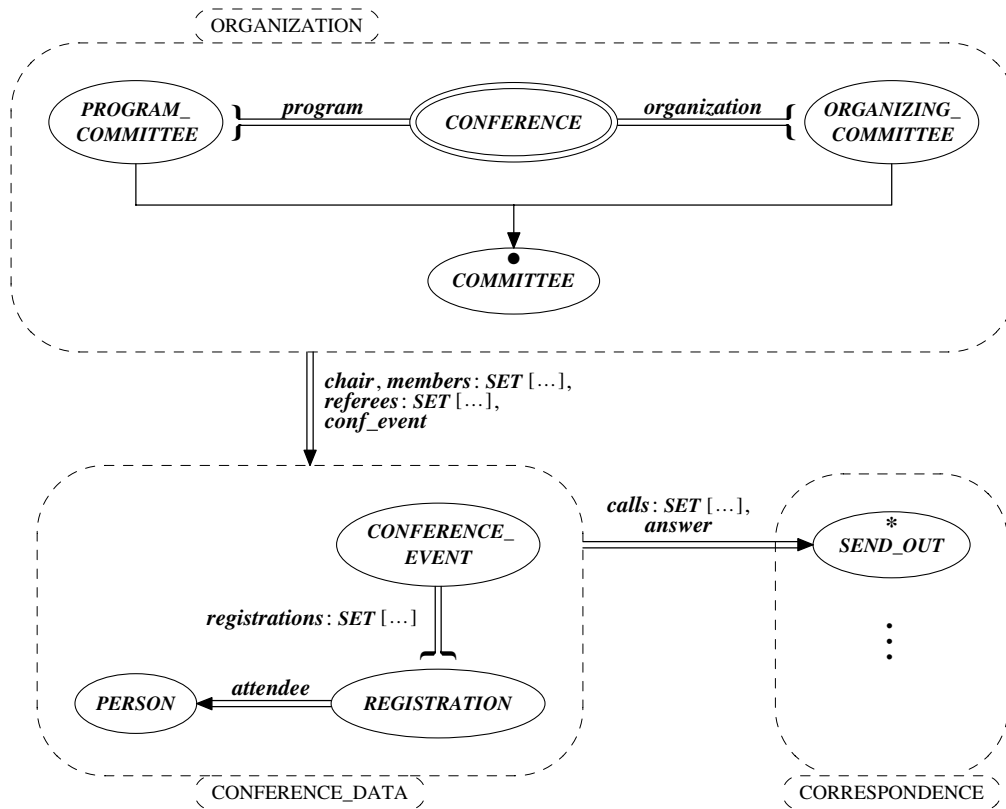 ORGANIZATION
PROGRAM_
COMMITTEE
program
CONFERENCE
organization
ORGANIZING_
COMMITTEE
COMMITTEE
chair, members: SET […],
referees: SET […],
conf_event
CONFERENCE_
EVENT
calls: SET […],
answer
*
SEND_OUT
registrations: SET […]
PERSON
attendee
REGISTRATION
CONFERENCE_DATA
CORRESPONDENCE